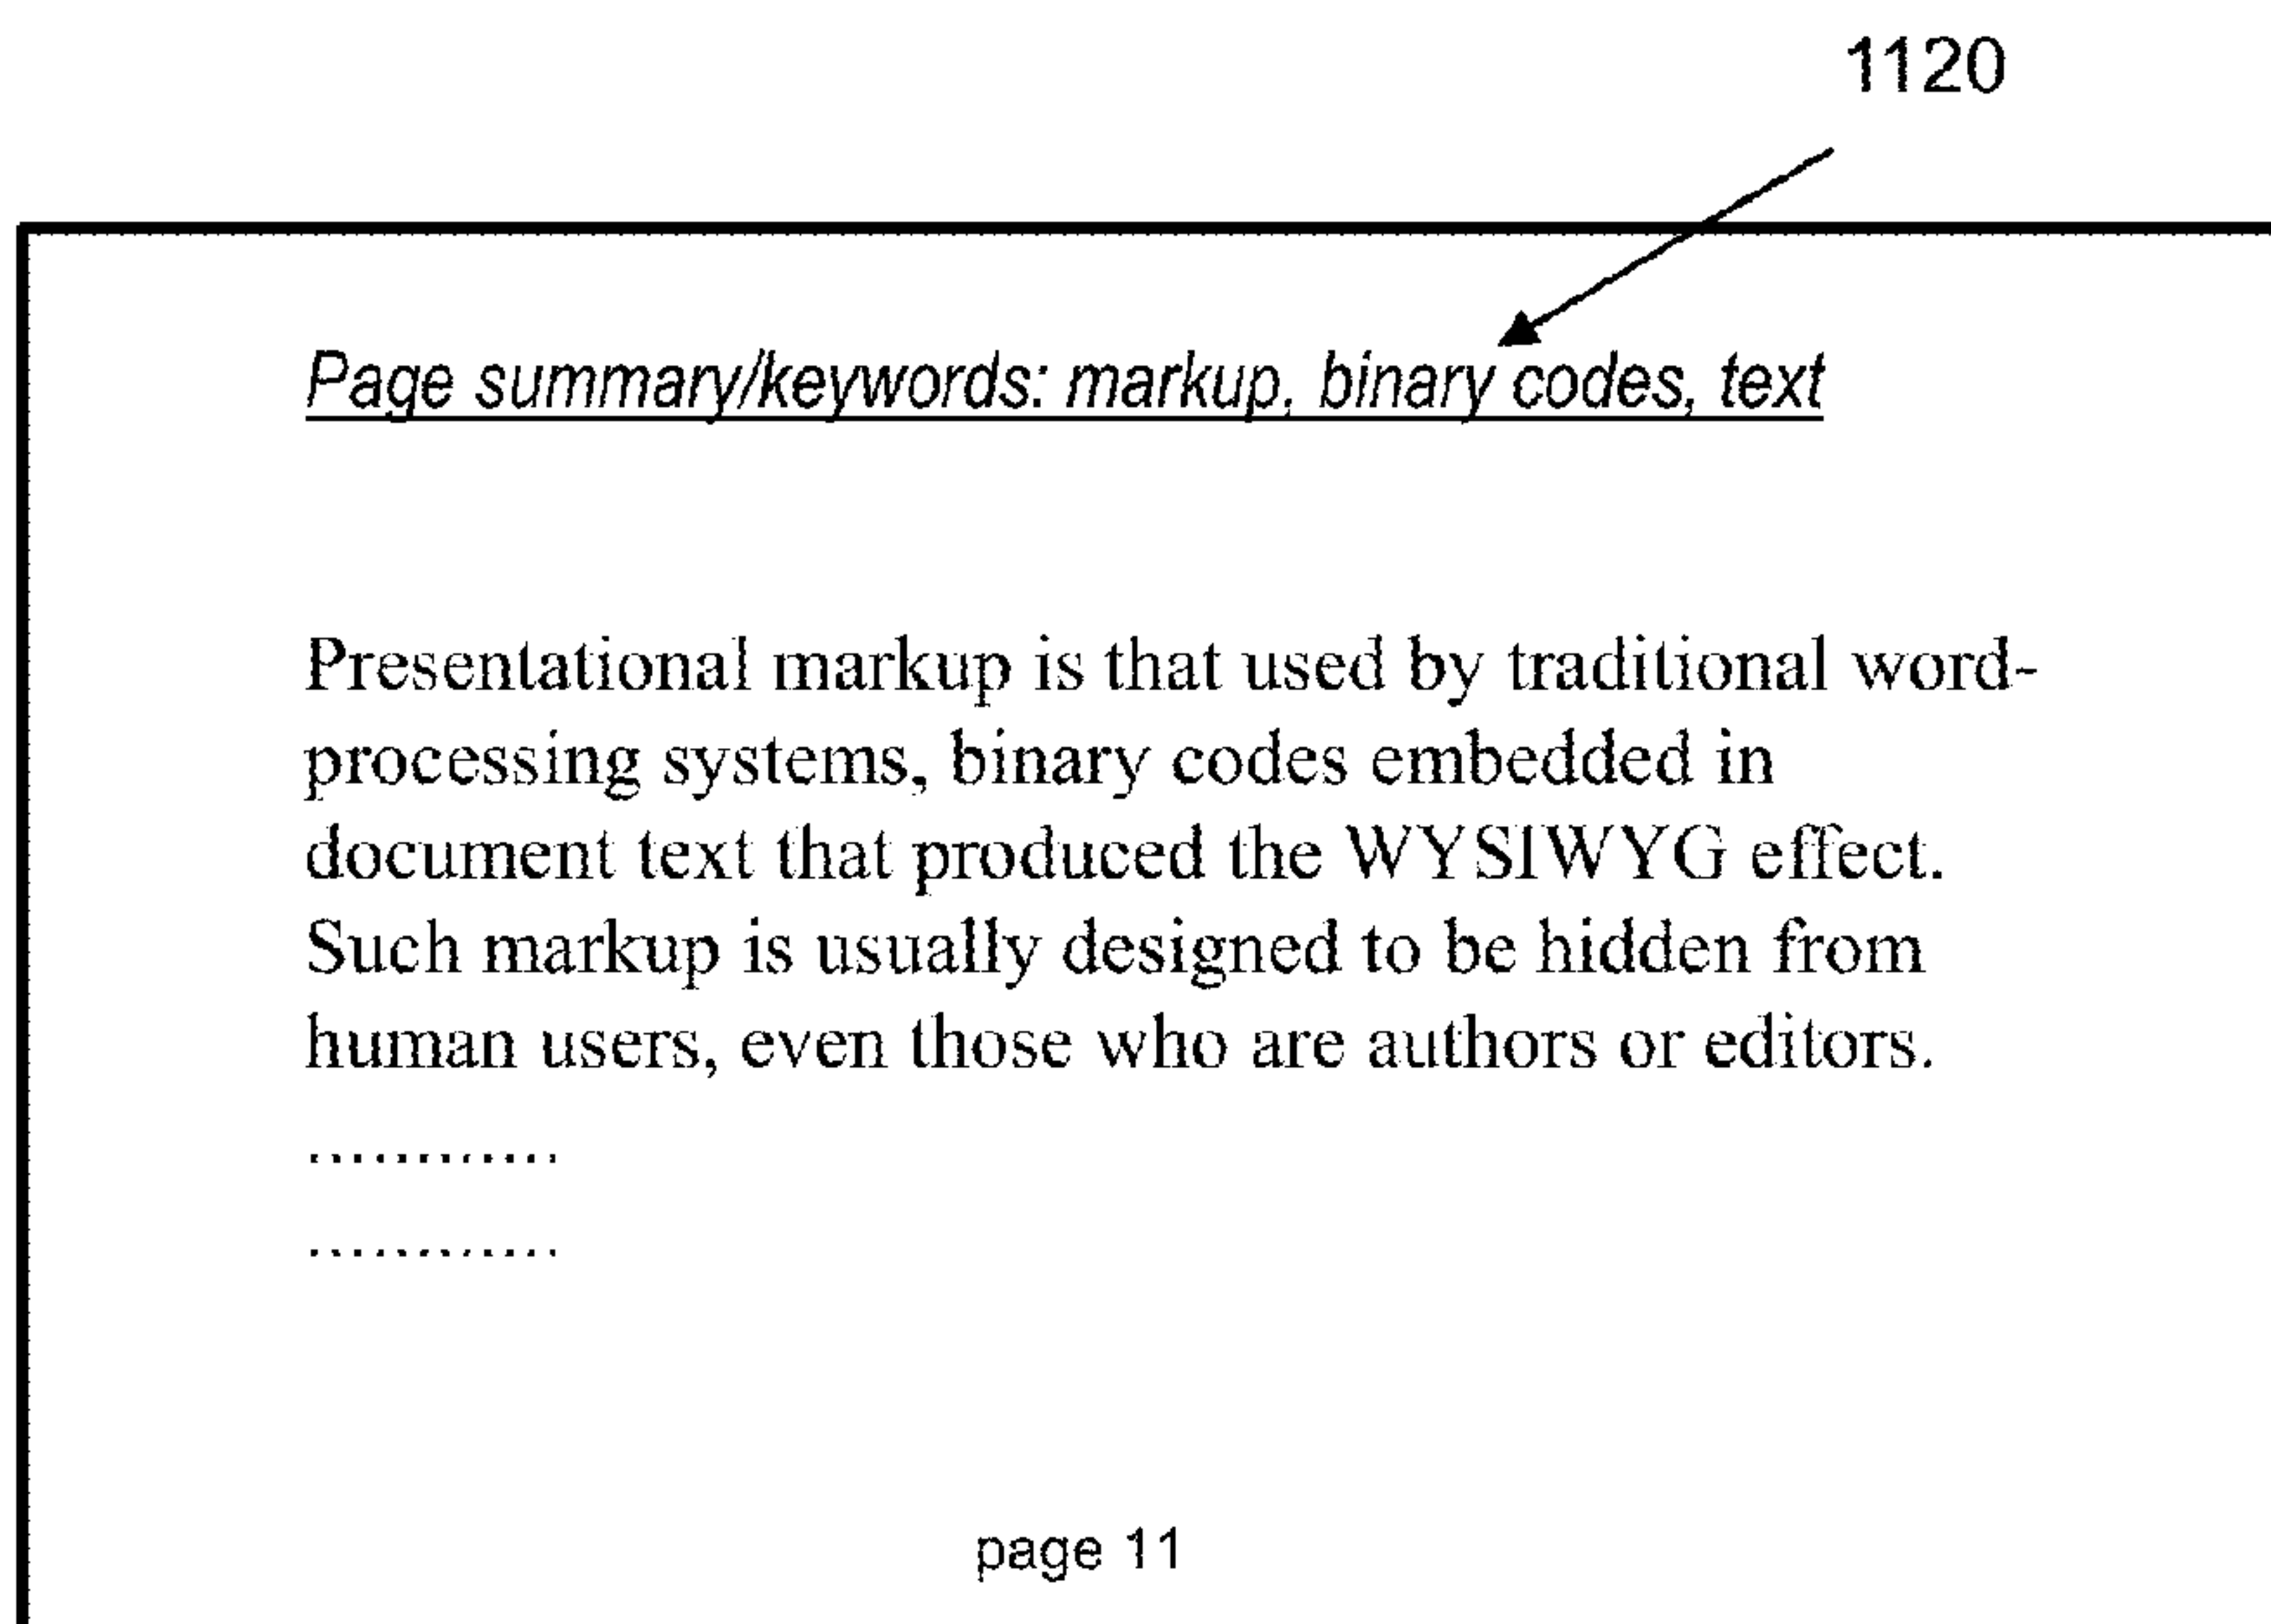 1120
Page summary/keywords: markup, binary codes, text
Presentational markup is that used by traditional word-
processing systems, binary codes embedded in
document text that produced the WYSIWYG effect.
Such markup is usually designed to be hidden from
human users, even those who are authors or editors.
............
............
page 11